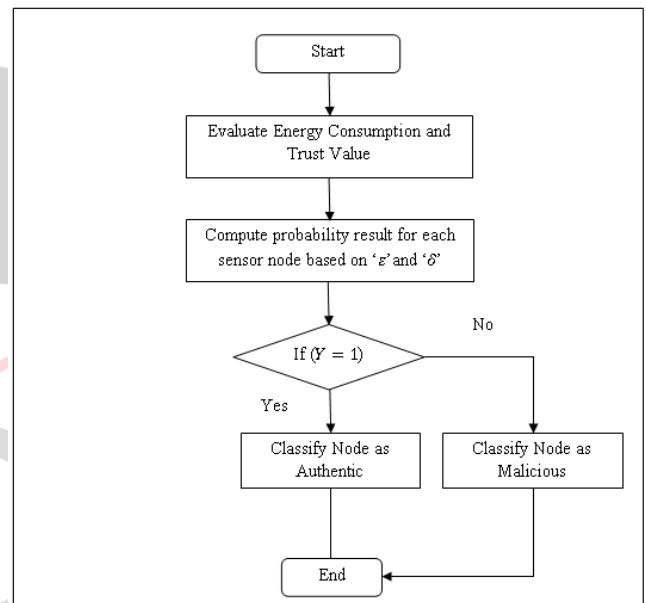 Start
Evaluate Energy Consumption and
Trust Value
Compute probability result for each
sensor node based on ‘ε’ and ‘δ’
If (Y = 1)
No
Yes
Classify Node as
Authentic
Classify Node as
Malicious
End